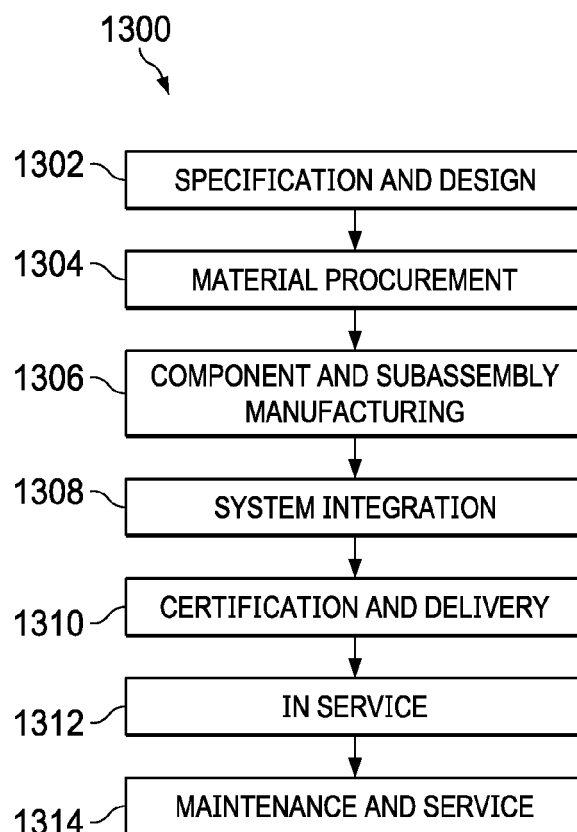 1300
1302
SPECIFICATION AND DESIGN
1304
MATERIAL PROCUREMENT
1306
COMPONENT AND SUBASSEMBLY
MANUFACTURING
1308
SYSTEM INTEGRATION
1310
CERTIFICATION AND DELIVERY
1312
IN SERVICE
1314
MAINTENANCE AND SERVICE